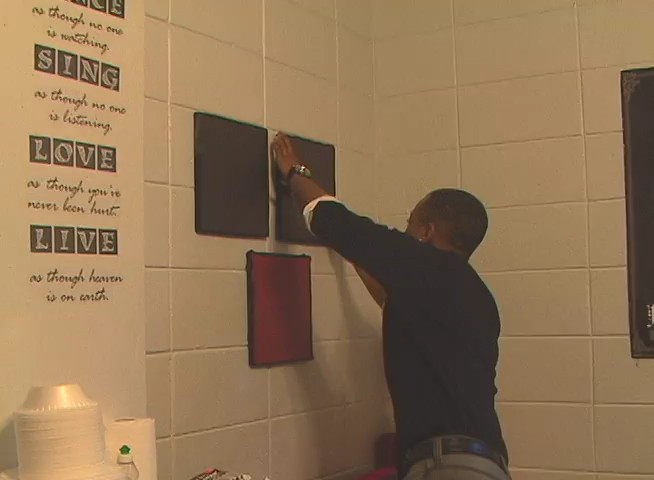 as though no one
is watching.
SING
as though no one
is listening.
LOVE
as though you've
never been hurt.
LIVE
as though heaven
is on earth.